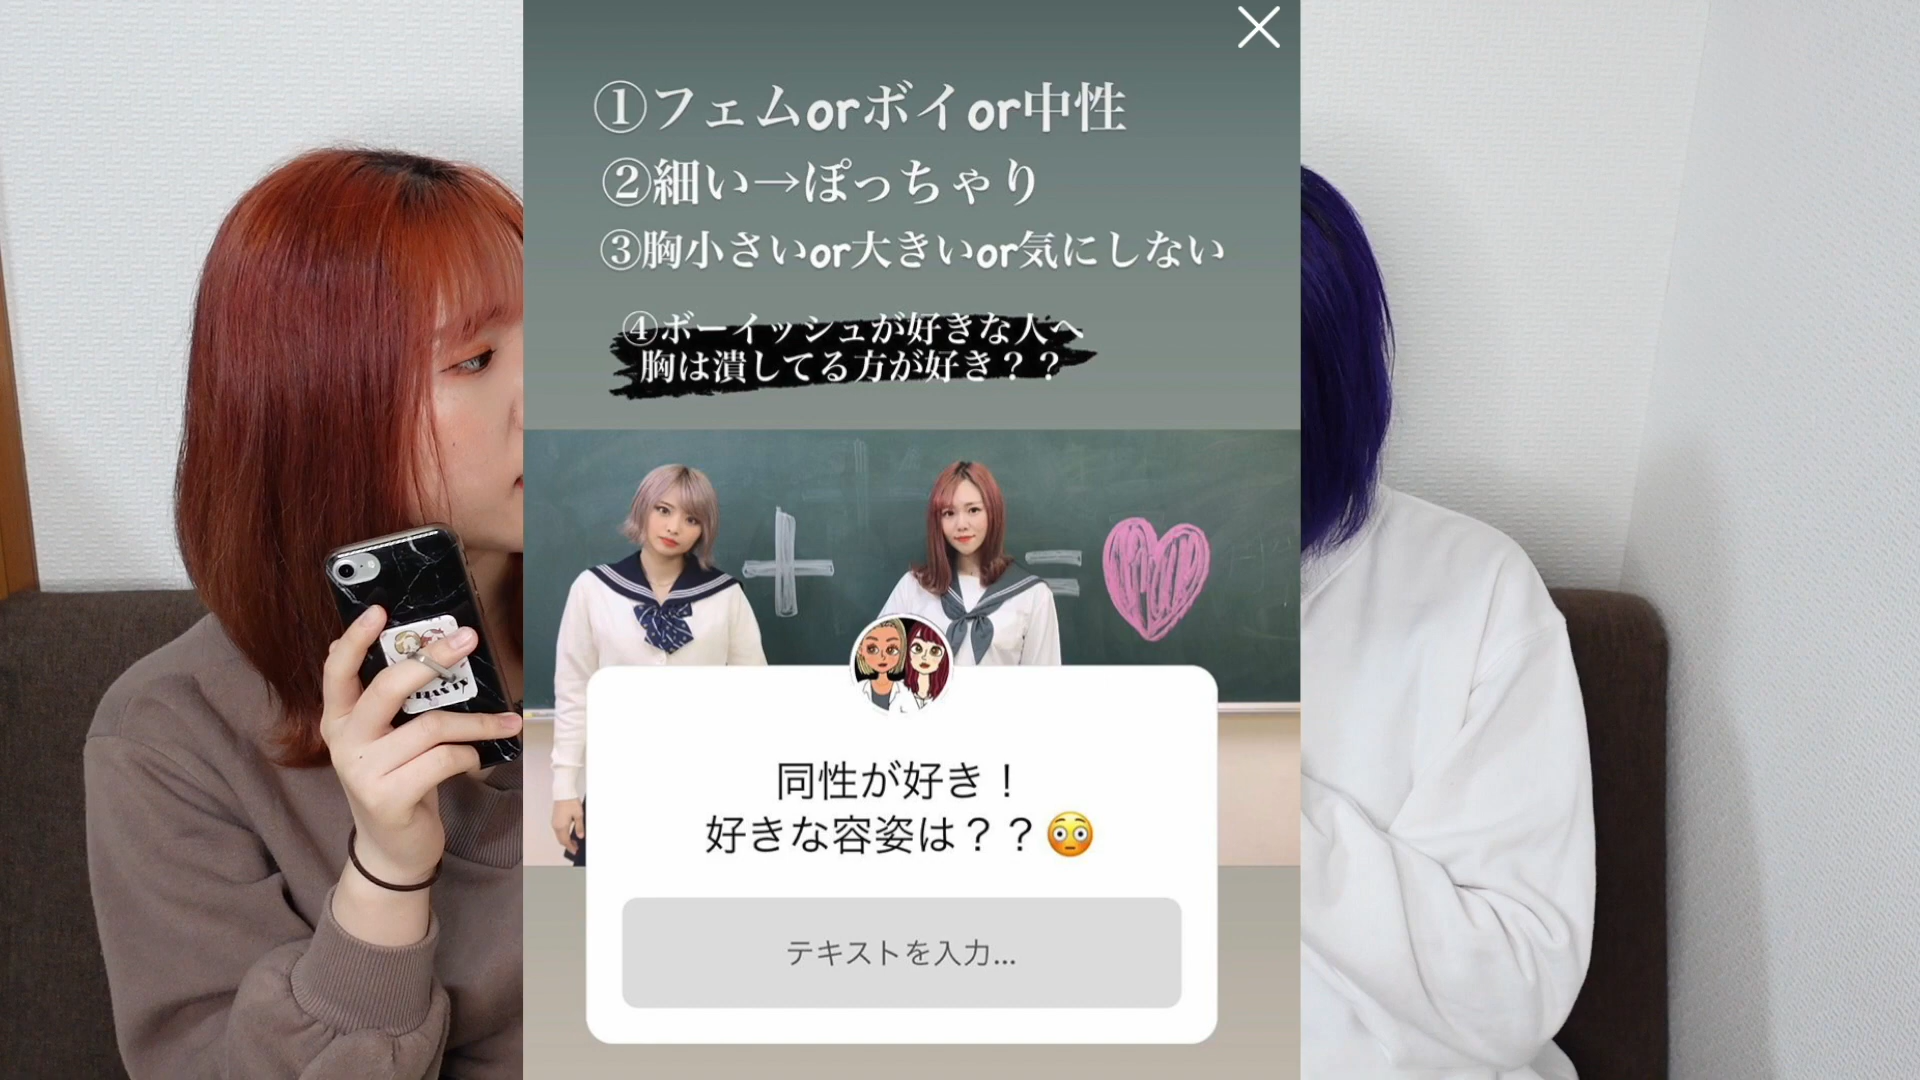 ①フェムorボイor中性
②細い→ぽっちゃり
③胸小さいor大きいor気にしない
④ボーイッシュが好きな人へ
胸は潰してる方が好き？？
同性が好き！
好きな容姿は？？😳
テキストを入力...